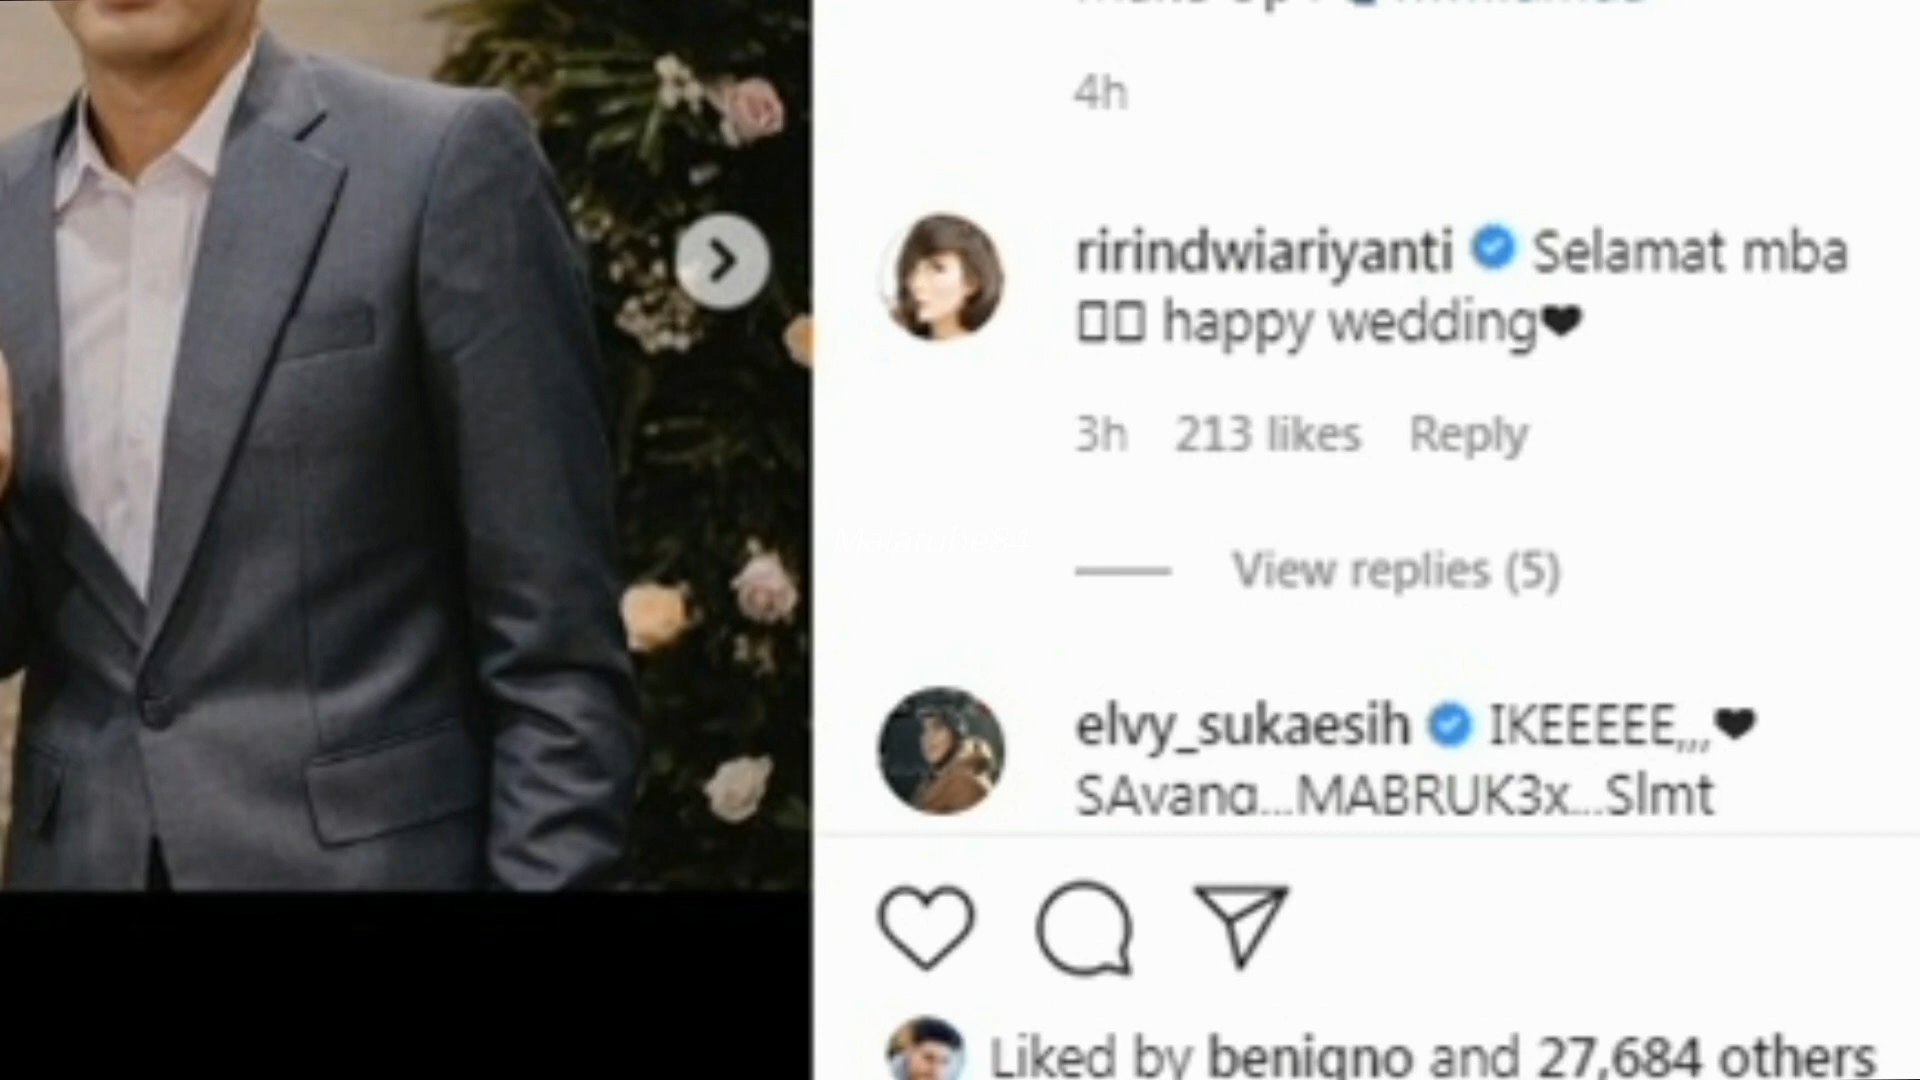 4h
ririndwiariyanti Selamat mba
happy wedding🖤
3h 213 likes Reply
View replies (5)
elvy_sukaesih IKEEEEE,,,🖤
SAyang...MABRUK3x...Slmt
Liked by benigno and 27,684 others